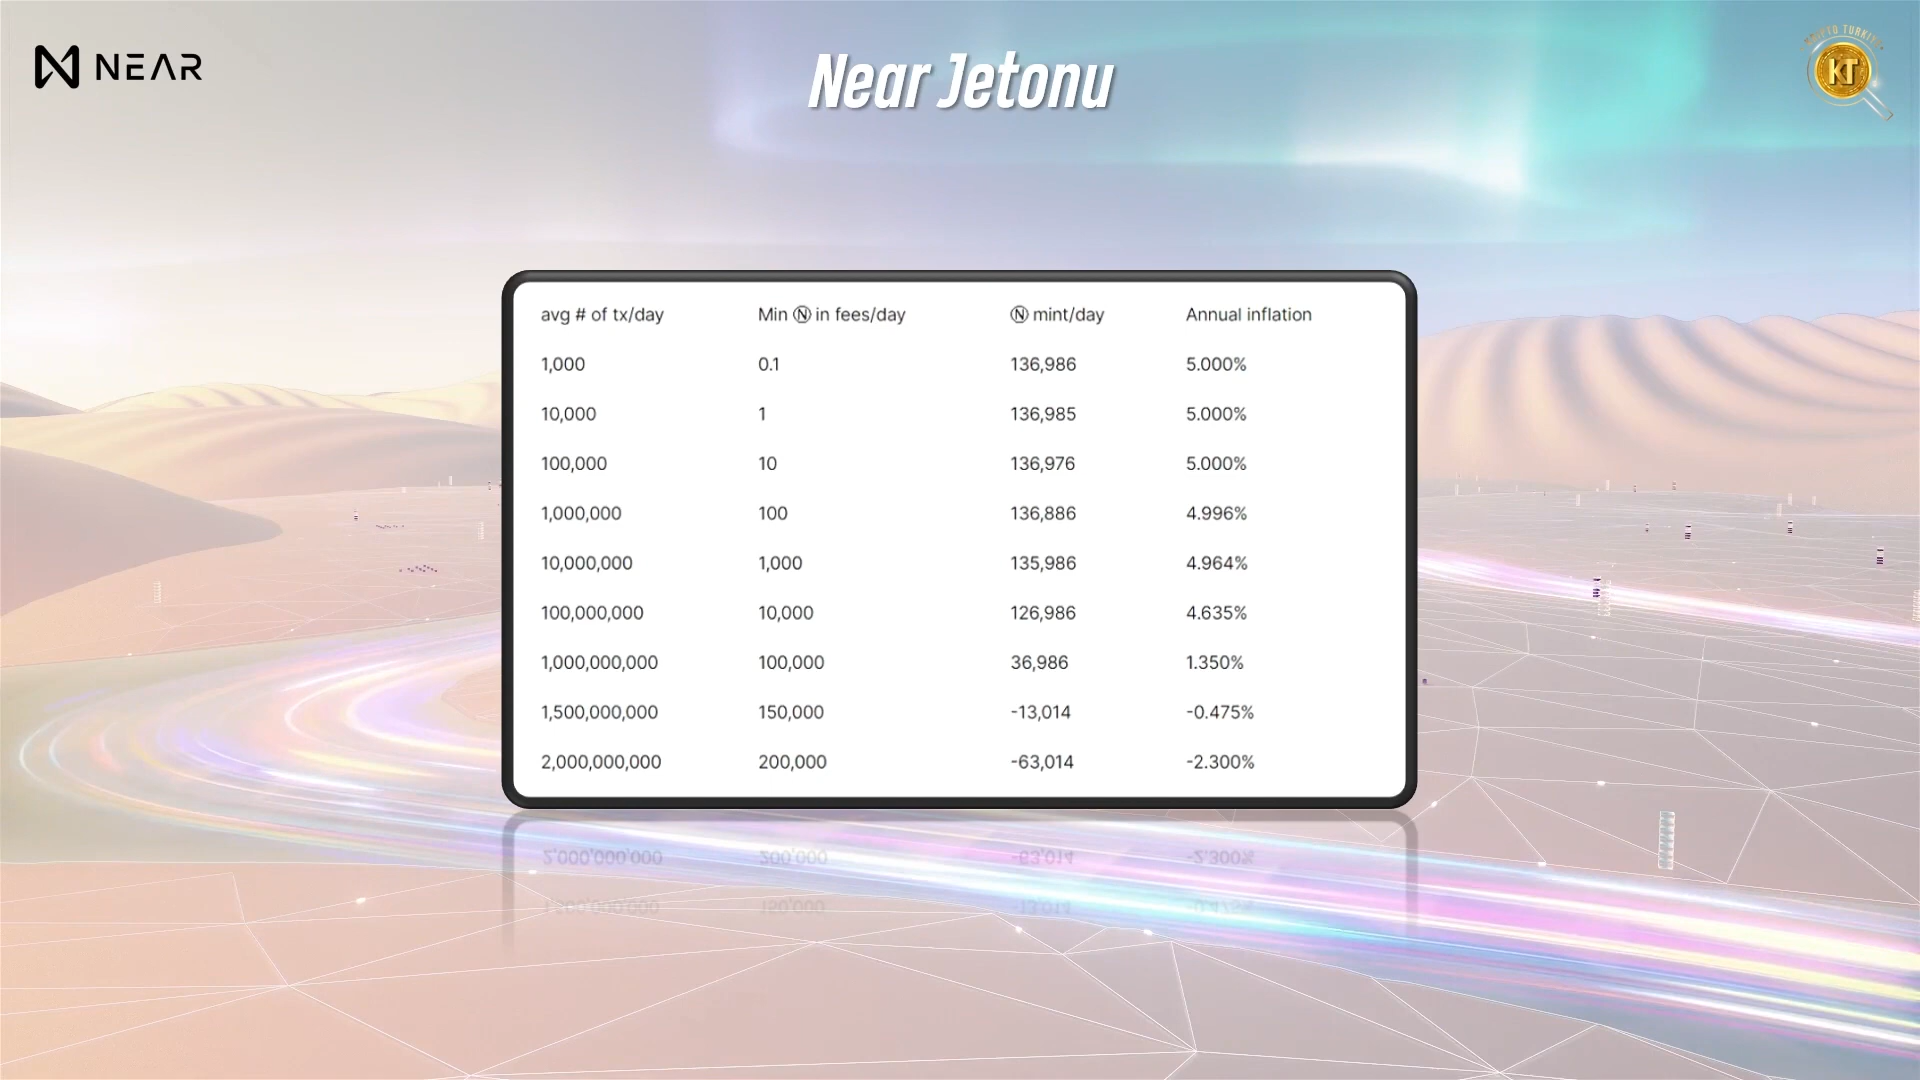 NEAR
Near Jetonu
KRIPTO TURKIYE
KT
avg # of tx/day Min Ⓝ in fees/day Ⓝ mint/day Annual inflation
1,000 0.1 136,986 5.000%
10,000 1 136,985 5.000%
100,000 10 136,976 5.000%
1,000,000 100 136,886 4.996%
10,000,000 1,000 135,986 4.964%
100,000,000 10,000 126,986 4.635%
1,000,000,000 100,000 36,986 1.350%
1,500,000,000 150,000 -13,014 -0.475%
2,000,000,000 200,000 -63,014 -2.300%